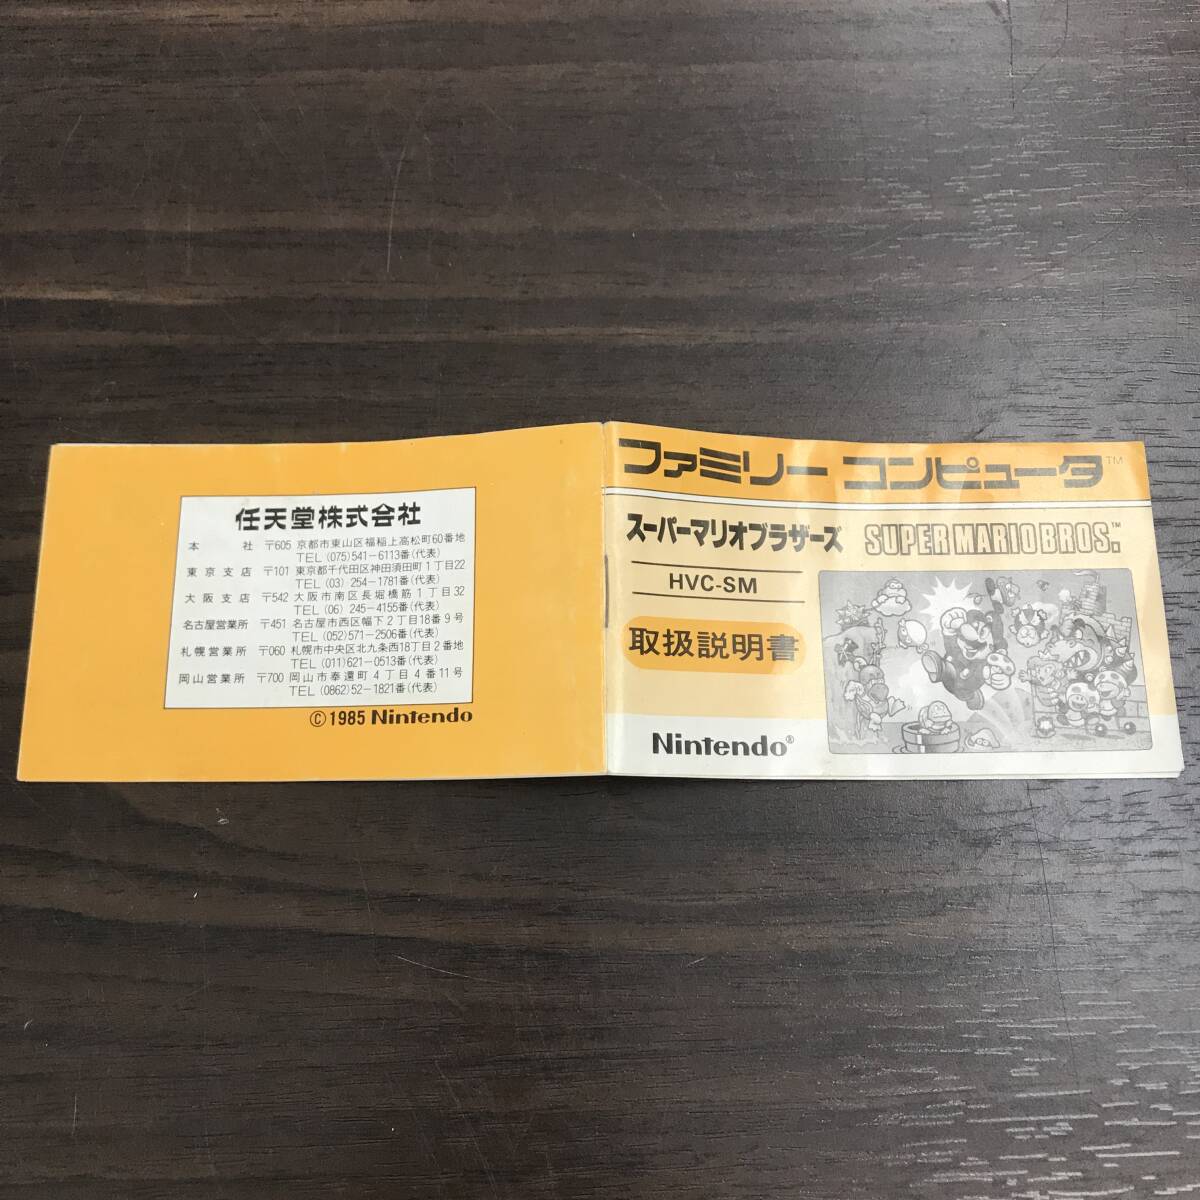 任天堂株式会社
本社 〒605 京都市東山区福稲上高松町60番地
TEL (075)541-6113番(代表)
東京支店 〒101 東京都千代田区神田須田町1丁目22
TEL (03) 254-1781番(代表)
大阪支店 〒542 大阪市南区長堀橋筋1丁目32
TEL (06) 245-4155番(代表)
名古屋営業所 〒451 名古屋市西区幅下2丁目18番9号
TEL (052)571-2506番(代表)
札幌営業所 〒060 札幌市中央区北九条西18丁目2番地
TEL (011)621-0513番(代表)
岡山営業所 〒700 岡山市奉還町4丁目4番11号
TEL (0862)52-1821番(代表)
©1985 Nintendo
ファミリー コンピュータ™
スーパーマリオブラザーズ SUPER MARIO BROS.™
HVC-SM
取扱説明書
Nintendo®